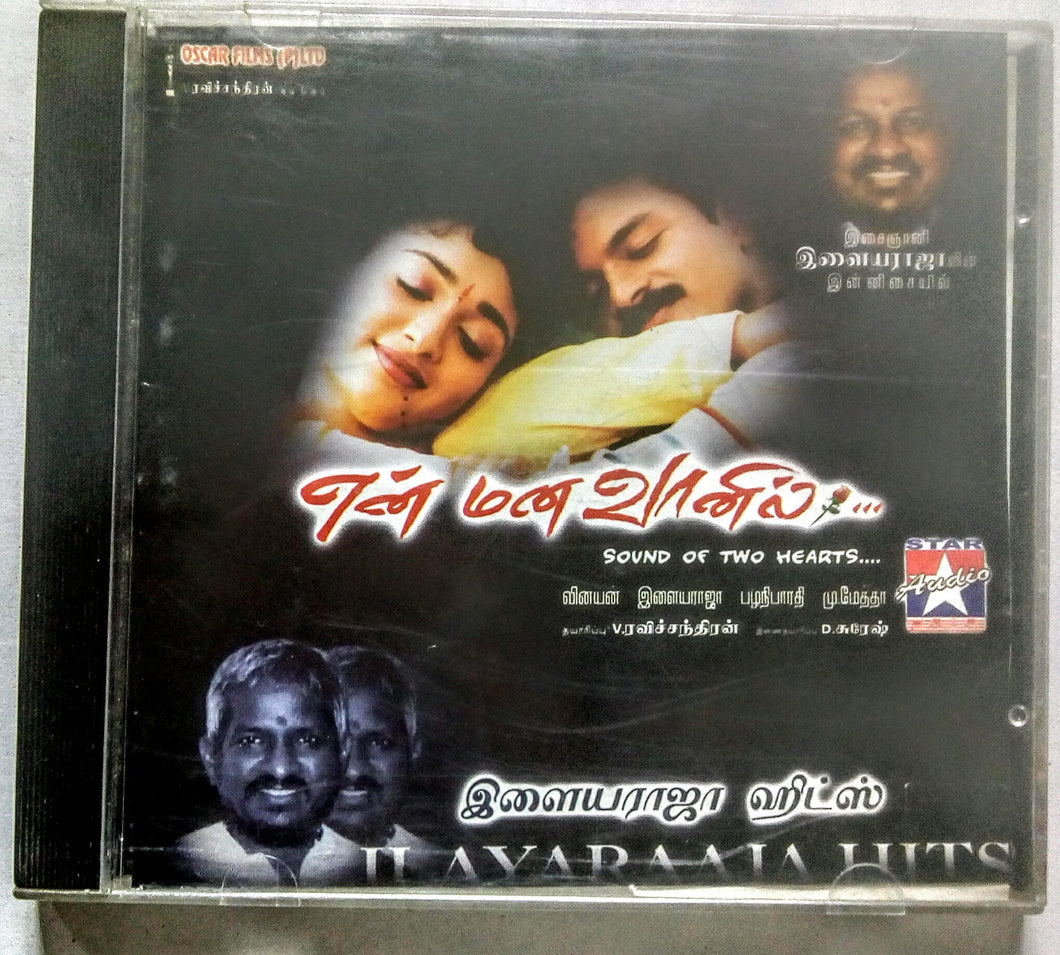 OSCAR FILMS (P) LTD
V.ரவிச்சந்திரன்
இசைஞானி
இளையராஜாவின்
இன்னிசையில்
என் மன வானில்...
SOUND OF TWO HEARTS....
STAR
Audio
வினயன் இளையராஜா பழநிபாரதி மு.மேத்தா
தயாரிப்பு V.ரவிச்சந்திரன் D.சுரேஷ்
இளையராஜா ஹிட்ஸ்
ILAYARAAJA HITS